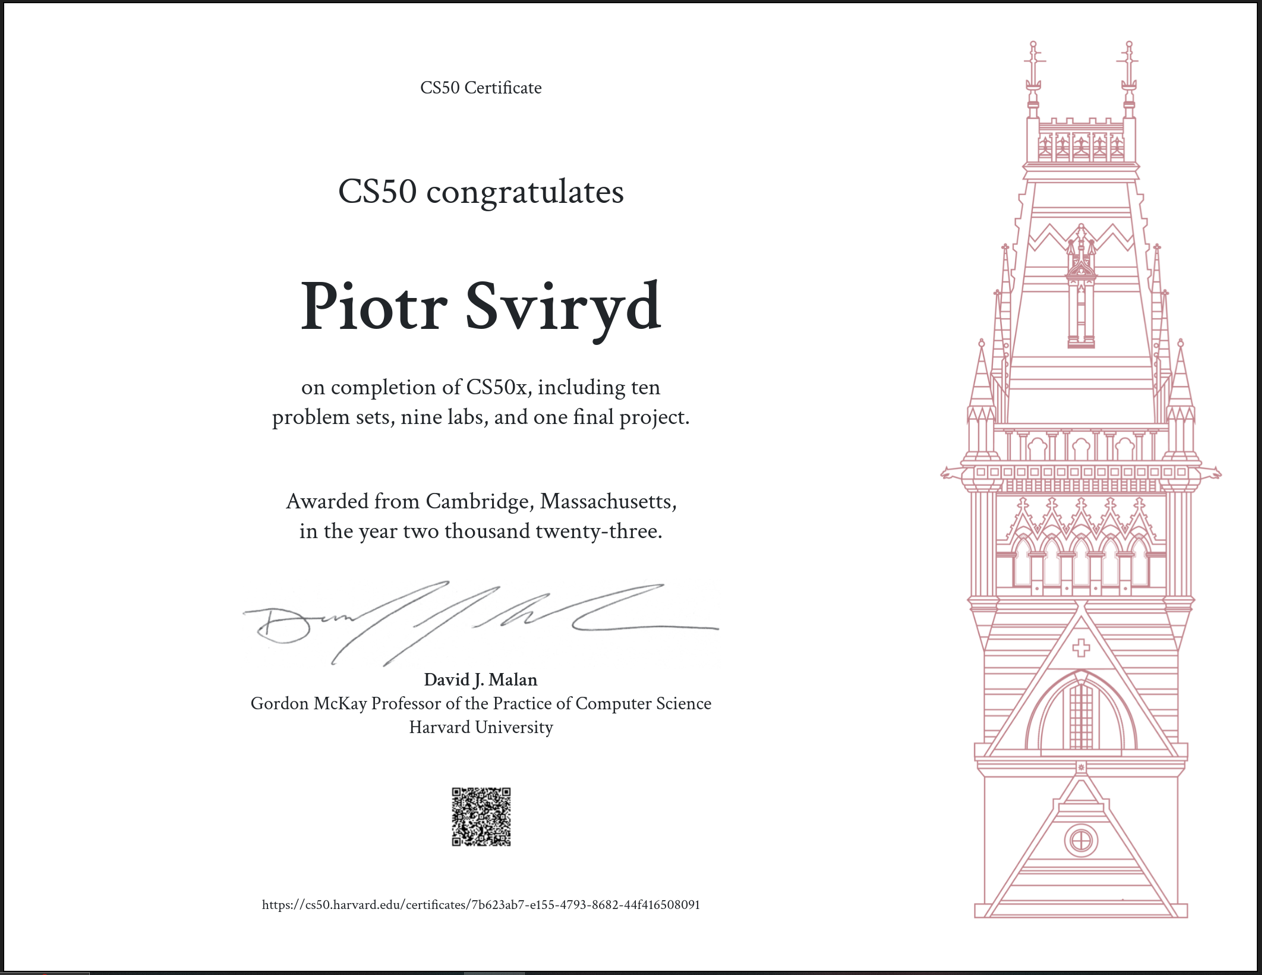 CS50 Certificate
CS50 congratulates
Piotr Sviryd
on completion of CS50x, including ten
problem sets, nine labs, and one final project.
Awarded from Cambridge, Massachusetts,
in the year two thousand twenty-three.
David J. Malan
Gordon McKay Professor of the Practice of Computer Science
Harvard University
https://cs50.harvard.edu/certificates/7b623ab7-e155-4793-8682-44f416508091